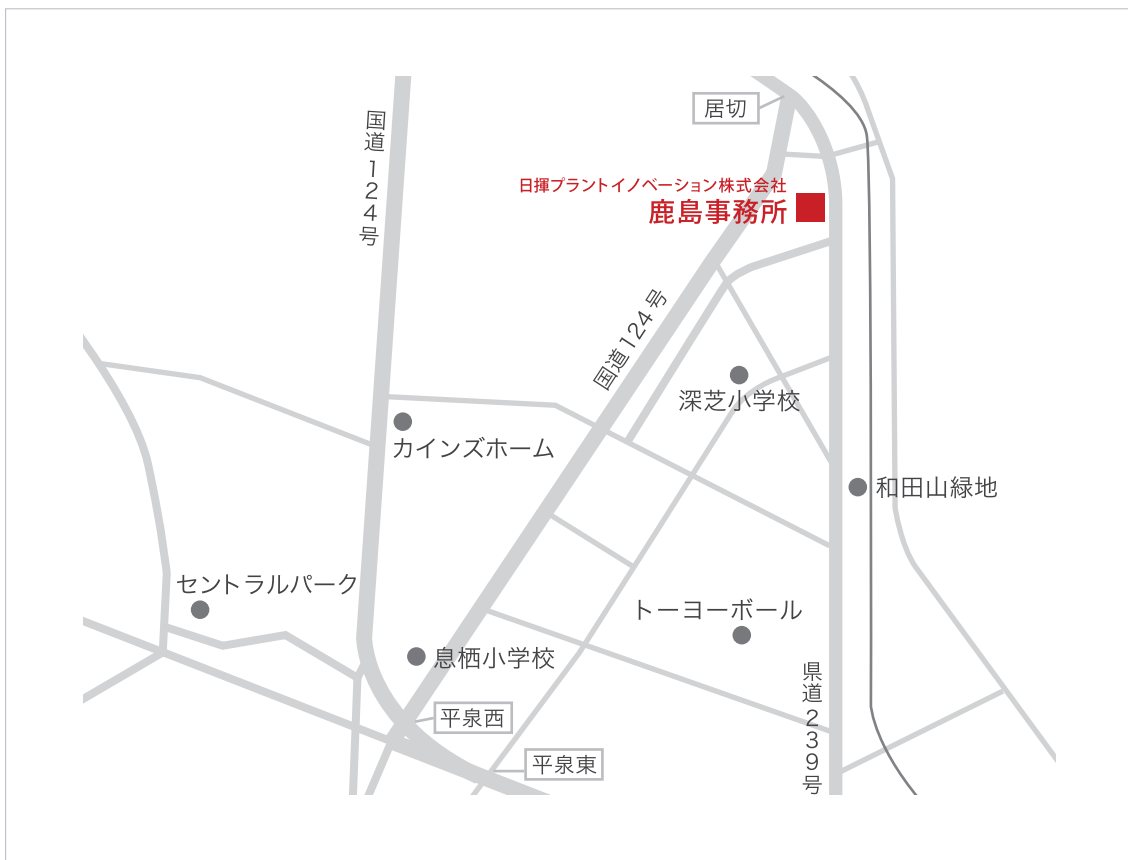 居切
国道124号
日揮プラントイノベーション株式会社
鹿島事務所
国道124号
深芝小学校
カインズホーム
和田山緑地
セントラルパーク
トーヨーボール
息栖小学校
県道239号
平泉西
平泉東